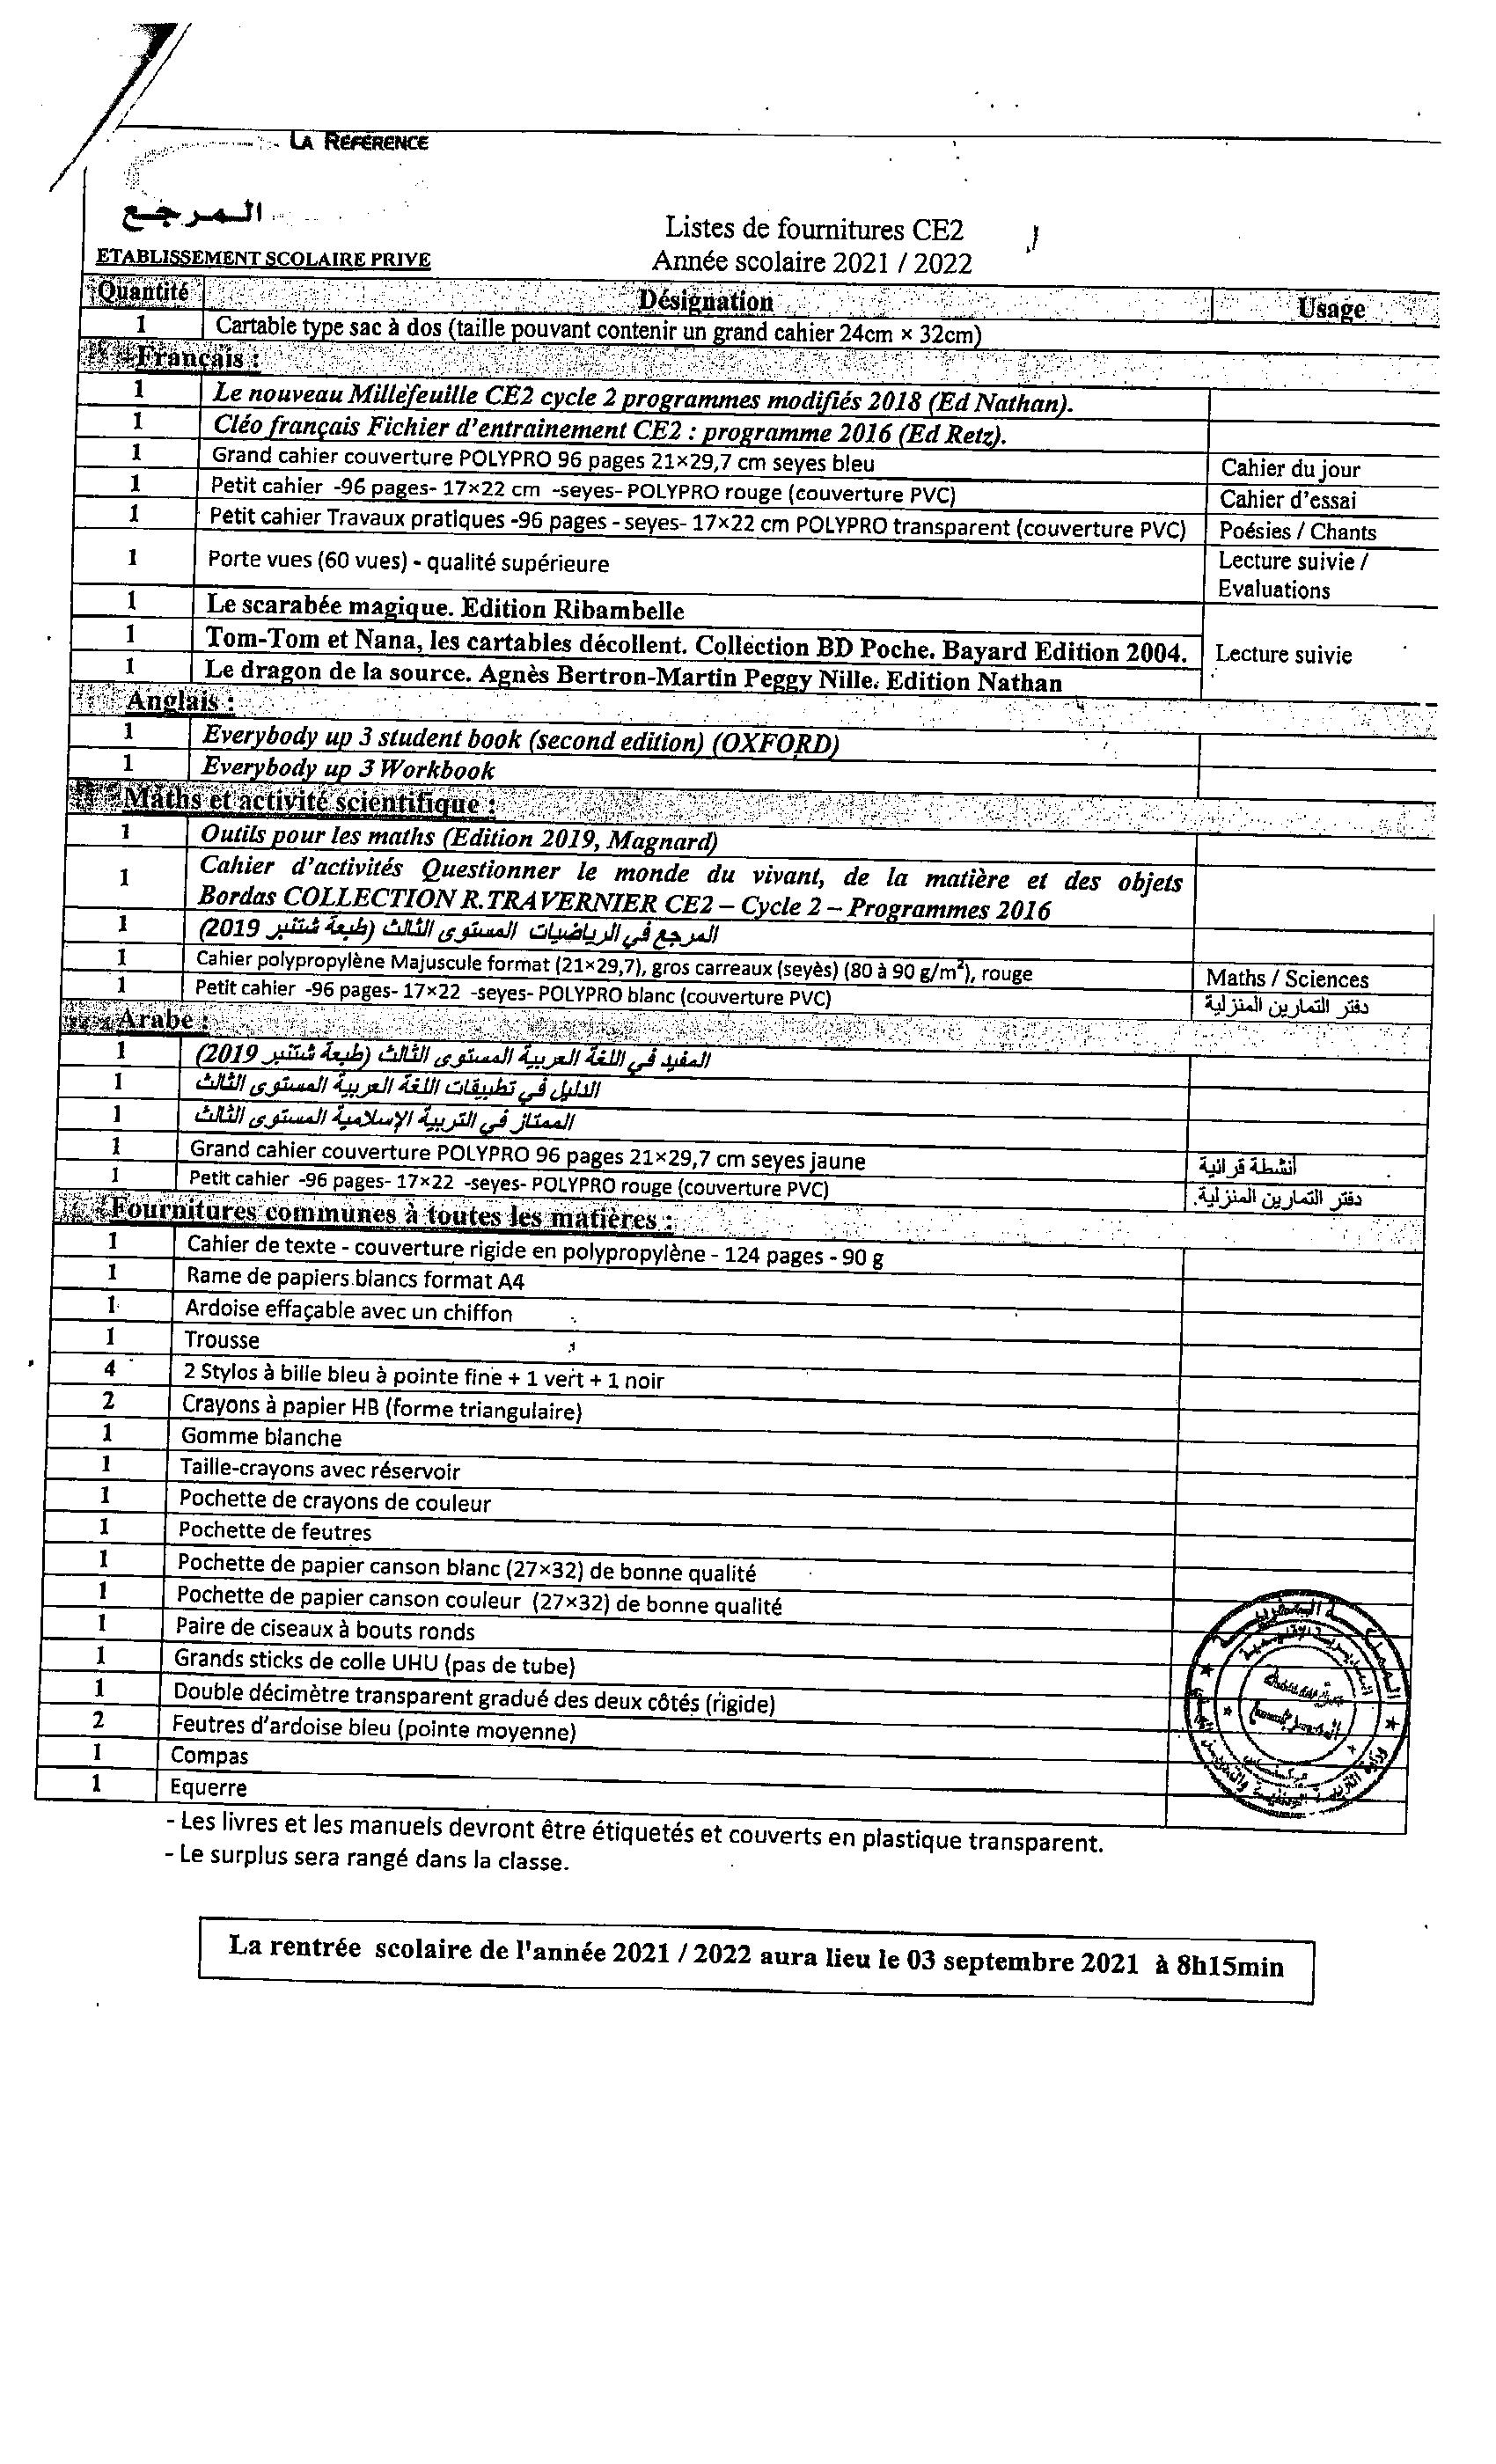 LA RÉFÉRENCE
المرجع
ETABLISSEMENT SCOLAIRE PRIVE
Listes de fournitures CE2
Année scolaire 2021 / 2022
Quantité Désignation Usage
1 Cartable type sac à dos (taille pouvant contenir un grand cahier 24cm × 32cm)
Français :
1 Le nouveau Millefeuille CE2 cycle 2 programmes modifiés 2018 (Ed Nathan).
1 Cléo français Fichier d'entrainement CE2 : programme 2016 (Ed Retz).
1 Grand cahier couverture POLYPRO 96 pages 21×29,7 cm seyes bleu Cahier du jour
1 Petit cahier -96 pages- 17×22 cm -seyes- POLYPRO rouge (couverture PVC) Cahier d'essai
1 Petit cahier Travaux pratiques -96 pages - seyes- 17×22 cm POLYPRO transparent (couverture PVC) Poésies / Chants
1 Porte vues (60 vues) - qualité supérieure Lecture suivie /
Evaluations
1 Le scarabée magique. Edition Ribambelle
1 Tom-Tom et Nana, les cartables décollent. Collection BD Poche. Bayard Edition 2004. Lecture suivie
1 Le dragon de la source. Agnès Bertron-Martin Peggy Nille. Edition Nathan
Anglais :
1 Everybody up 3 student book (second edition) (OXFORD)
1 Everybody up 3 Workbook
Maths et activité scientifique :
1 Outils pour les maths (Edition 2019, Magnard)
1 Cahier d'activités Questionner le monde du vivant, de la matière et des objets
Bordas COLLECTION R.TRAVERNIER CE2 – Cycle 2 – Programmes 2016
1 المرجع في الرياضيات المستوى الثالث (طبعة شتنبر 2019)
1 Cahier polypropylène Majuscule format (21×29,7), gros carreaux (seyès) (80 à 90 g/m²), rouge Maths / Sciences
1 Petit cahier -96 pages- 17×22 -seyes- POLYPRO blanc (couverture PVC) دفتر التمارين المنزلية
Arabe :
1 المفيد في اللغة العربية المستوى الثالث (طبعة شتنبر 2019)
1 الدليل في تطبيقات اللغة العربية المستوى الثالث
1 الممتاز في التربية الإسلامية المستوى الثالث
1 Grand cahier couverture POLYPRO 96 pages 21×29,7 cm seyes jaune أنشطة قرائية
1 Petit cahier -96 pages- 17×22 -seyes- POLYPRO rouge (couverture PVC) دفتر التمارين المنزلية.
Fournitures communes à toutes les matières :
1 Cahier de texte - couverture rigide en polypropylène - 124 pages - 90 g
1 Rame de papiers blancs format A4
1 Ardoise effaçable avec un chiffon
1 Trousse
4 2 Stylos à bille bleu à pointe fine + 1 vert + 1 noir
2 Crayons à papier HB (forme triangulaire)
1 Gomme blanche
1 Taille-crayons avec réservoir
1 Pochette de crayons de couleur
1 Pochette de feutres
1 Pochette de papier canson blanc (27×32) de bonne qualité
1 Pochette de papier canson couleur (27×32) de bonne qualité
1 Paire de ciseaux à bouts ronds
1 Grands sticks de colle UHU (pas de tube)
1 Double décimètre transparent gradué des deux côtés (rigide)
2 Feutres d'ardoise bleu (pointe moyenne)
1 Compas
1 Equerre
- Les livres et les manuels devront être étiquetés et couverts en plastique transparent.
- Le surplus sera rangé dans la classe.
La rentrée scolaire de l'année 2021 / 2022 aura lieu le 03 septembre 2021 à 8h15min